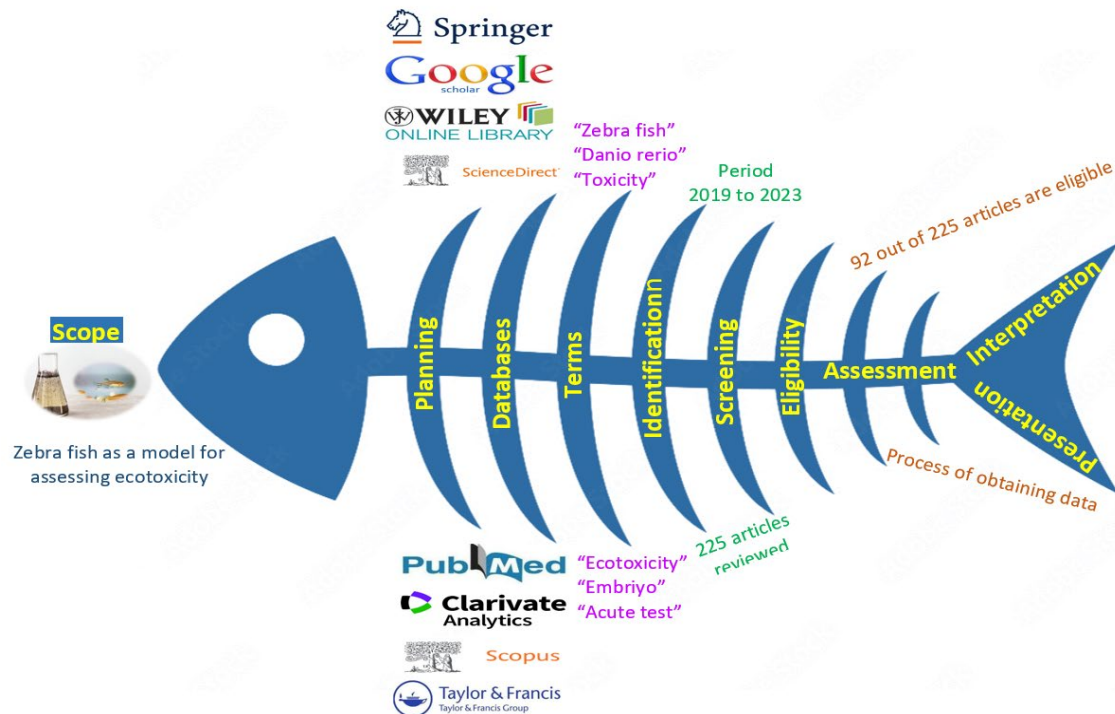 Springer
Google
scholar
WILEY
ONLINE LIBRARY
ScienceDirect
“Zebra fish”
“Danio rerio”
“Toxicity”
Period
2019 to 2023
92 out of 225 articles are eligible
Scope
Zebra fish as a model for
assessing ecotoxicity
Planning
Databases
Terms
Identificationn
Screening
Eligibility
Assessment
Interpretation
Presentation
Process of obtaining data
225 articles
reviewed
PubMed
Clarivate
Analytics
Scopus
Taylor & Francis
Taylor & Francis Group
“Ecotoxicity”
“Embriyo”
“Acute test”